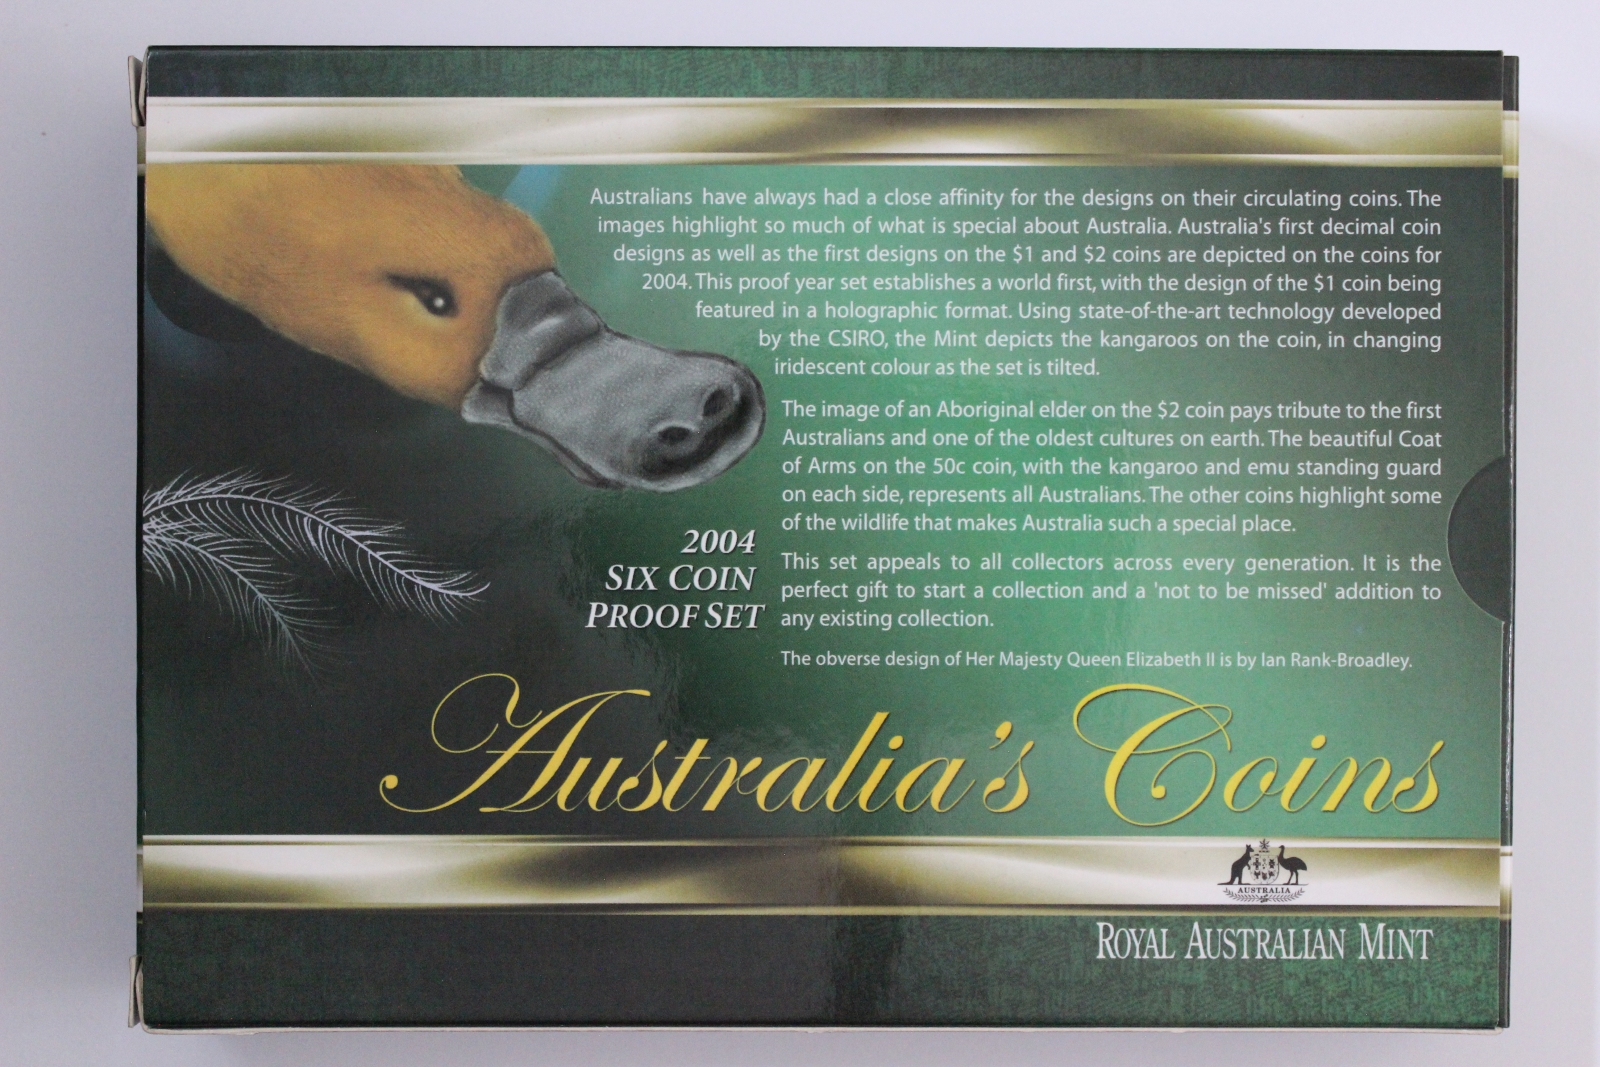 Australians have always had a close affinity for the designs on their circulating coins. The
images highlight so much of what is special about Australia. Australia's first decimal coin
designs as well as the first designs on the $1 and $2 coins are depicted on the coins for
2004. This proof year set establishes a world first, with the design of the $1 coin being
featured in a holographic format. Using state-of-the-art technology developed
by the CSIRO, the Mint depicts the kangaroos on the coin, in changing
iridescent colour as the set is tilted.
The image of an Aboriginal elder on the $2 coin pays tribute to the first
Australians and one of the oldest cultures on earth. The beautiful Coat
of Arms on the 50c coin, with the kangaroo and emu standing guard
on each side, represents all Australians. The other coins highlight some
of the wildlife that makes Australia such a special place.
This set appeals to all collectors across every generation. It is the
perfect gift to start a collection and a 'not to be missed' addition to
any existing collection.
The obverse design of Her Majesty Queen Elizabeth II is by Ian Rank-Broadley.
2004
SIX COIN
PROOF SET
Australia's Coins
AUSTRALIA
ROYAL AUSTRALIAN MINT